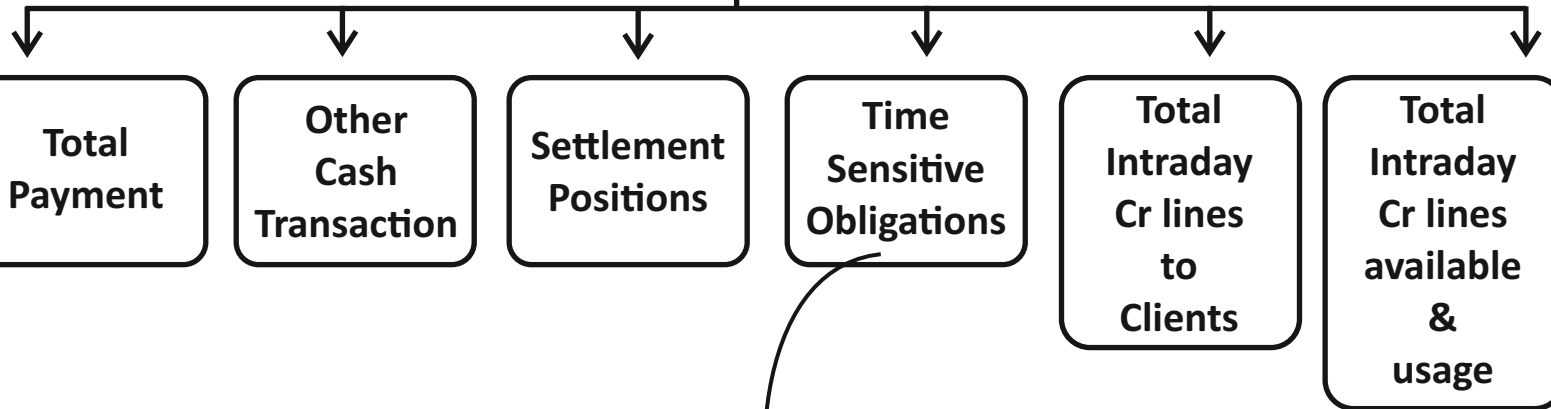 Total
Payment
Other
Cash
Transaction
Settlement
Positions
Time
Sensitive
Obligations
Total
Intraday
Cr lines
to
Clients
Total
Intraday
Cr lines
available
&
usage